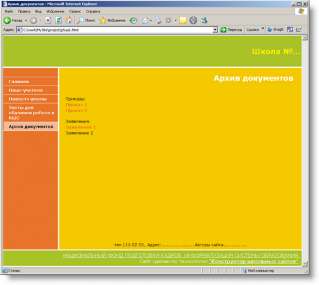 Архив документов - Microsoft Internet Explorer
Файл Правка Вид Избранное Сервис Справка
Назад Поиск Избранное
Адрес: Переход Ссылки SnagIt
Школа №...
Архив документов
Главная
Наши учителя
Новости школы
Тесты для
обучения работе в
Архив документов
Приказы:
Приказ 1
Приказ 2
Заявления:
Заявление 1
Заявление 2
тел.(11-02-33), Адрес: Авторы сайта
НАЦИОНАЛЬНЫЙ ФОНД ПОДГОТОВКИ КАДРОВ. ИНФОРМАТИЗАЦИЯ СИСТЕМЫ ОБРАЗОВАНИЯ.
Сайт сделан по технологии "Конструктор школьных сайтов".
Готово Мой компьютер